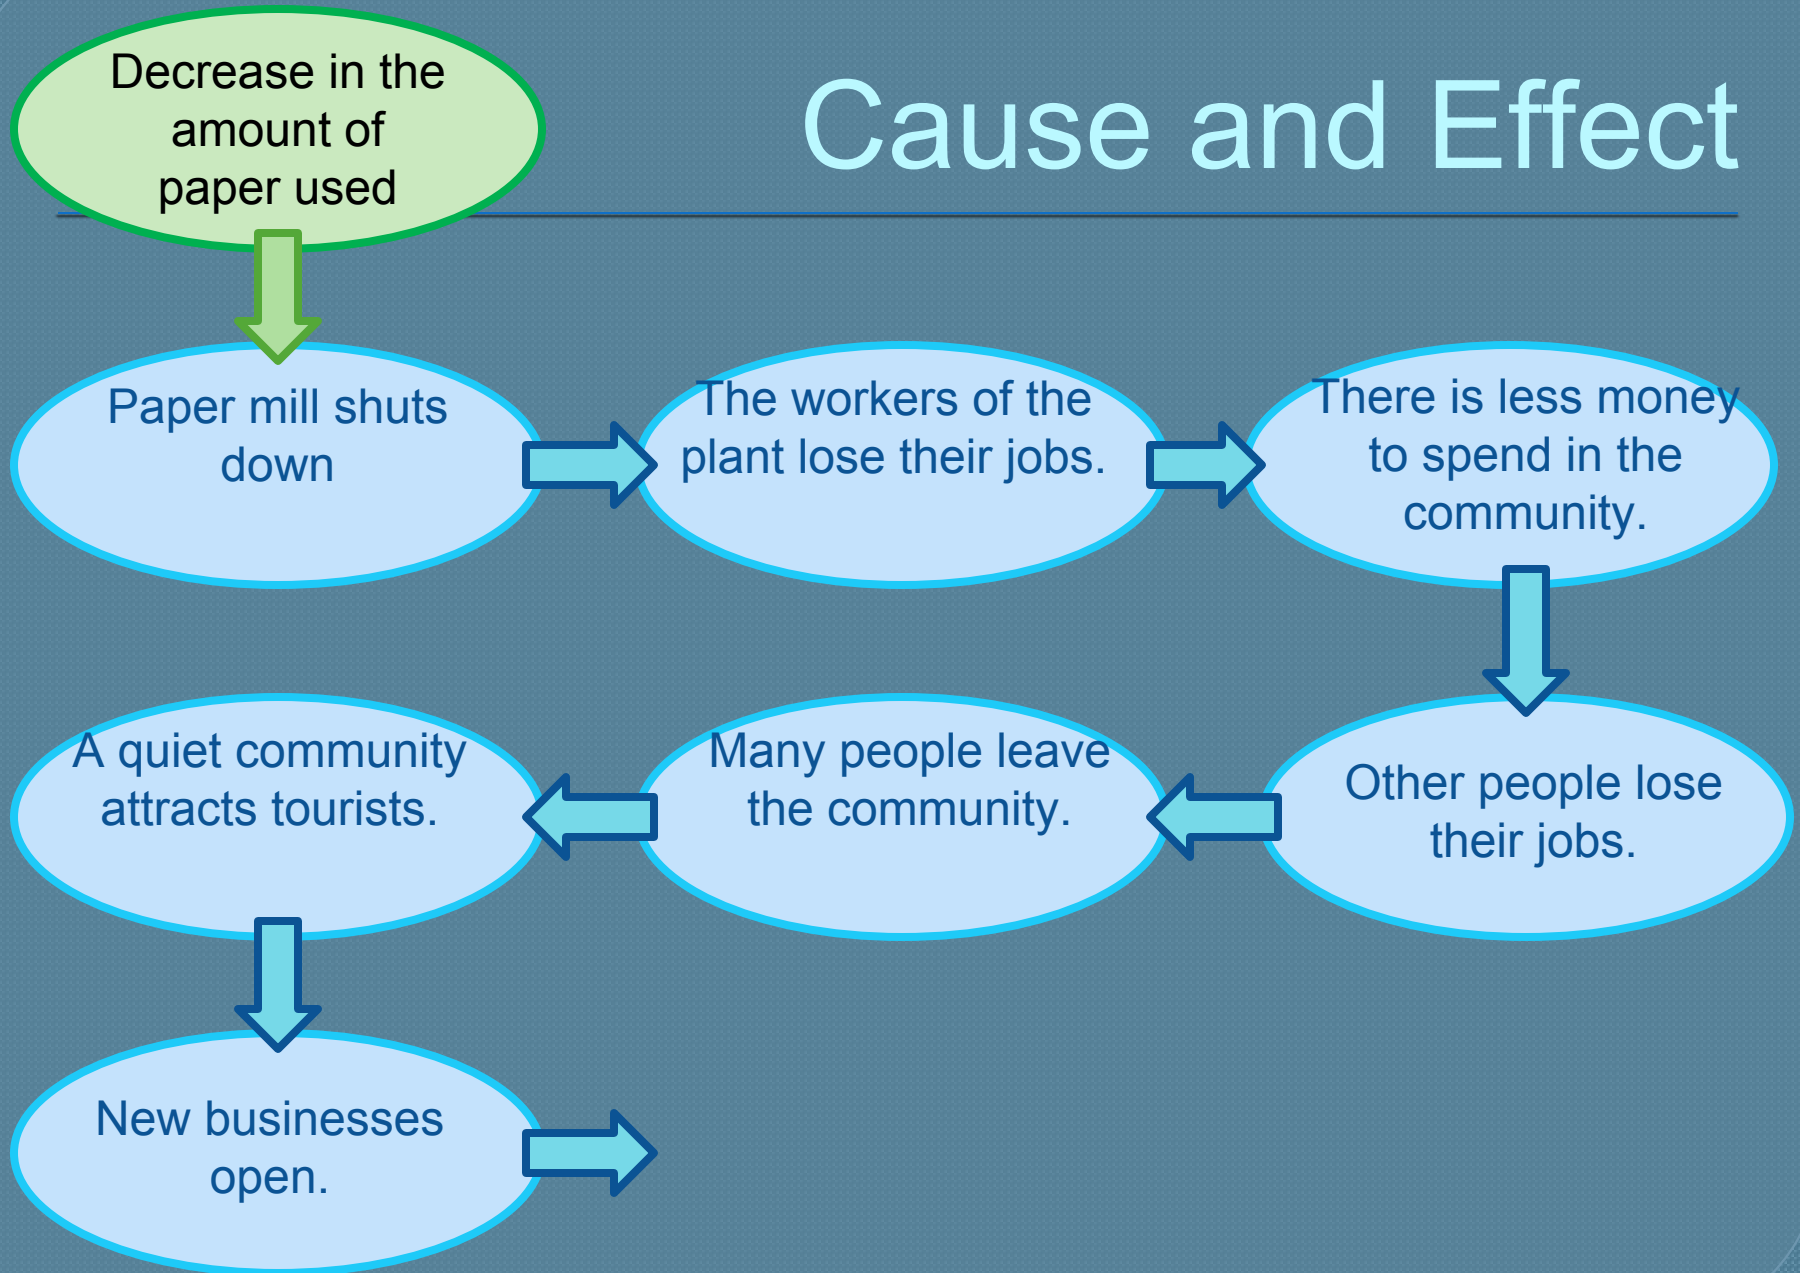 Cause and Effect
Decrease in the
amount of
paper used
Paper mill shuts
down
The workers of the
plant lose their jobs.
There is less money
to spend in the
community.
Other people lose
their jobs.
Many people leave
the community.
A quiet community
attracts tourists.
New businesses
open.